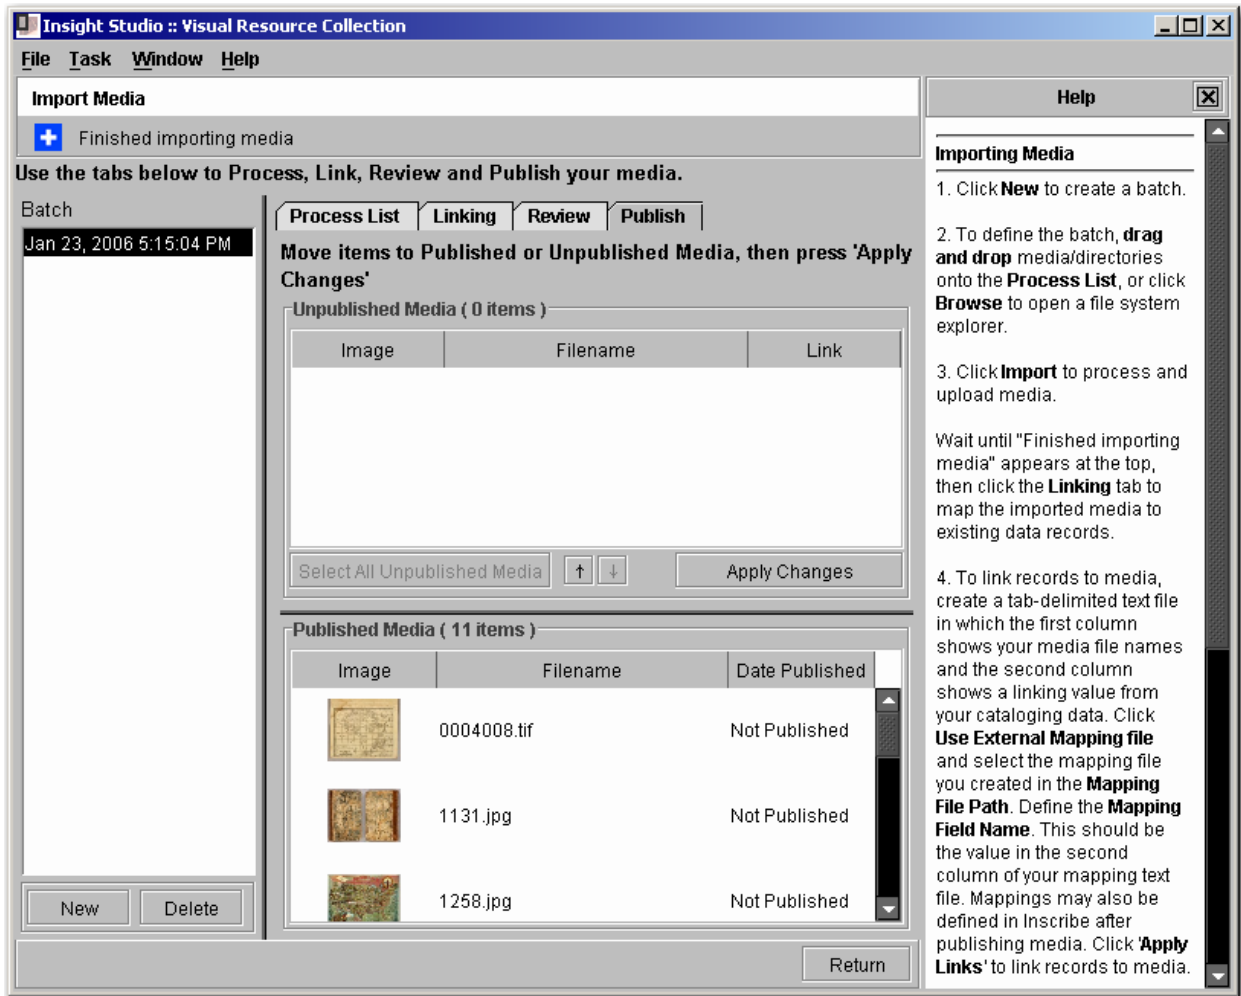 Insight Studio :: Visual Resource Collection
File Task Window Help
Import Media
Finished importing media
Use the tabs below to Process, Link, Review and Publish your media.
Batch
Jan 23, 2006 5:15:04 PM
New Delete
Process List Linking Review Publish
Move items to Published or Unpublished Media, then press 'Apply
Changes'
Unpublished Media ( 0 items )
Image Filename Link
Select All Unpublished Media ↑ ↓ Apply Changes
Published Media ( 11 items )
Image Filename Date Published
0004008.tif Not Published
1131.jpg Not Published
1258.jpg Not Published
Return
Help
Importing Media
1. Click New to create a batch.
2. To define the batch, drag
and drop media/directories
onto the Process List, or click
Browse to open a file system
explorer.
3. Click Import to process and
upload media.
Wait until "Finished importing
media" appears at the top,
then click the Linking tab to
map the imported media to
existing data records.
4. To link records to media,
create a tab-delimited text file
in which the first column
shows your media file names
and the second column
shows a linking value from
your cataloging data. Click
Use External Mapping file
and select the mapping file
you created in the Mapping
File Path. Define the Mapping
Field Name. This should be
the value in the second
column of your mapping text
file. Mappings may also be
defined in Inscribe after
publishing media. Click 'Apply
Links' to link records to media.